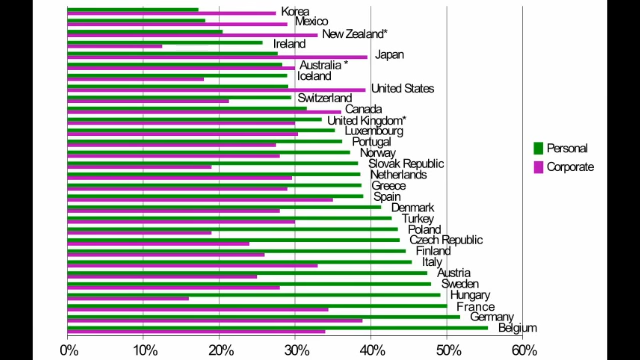 Korea
Mexico
New Zealand*
Ireland
Japan
Australia *
Iceland
United States
Switzerland
Canada
United Kingdom*
Luxembourg
Portugal
Norway
Slovak Republic
Netherlands
Greece
Spain
Denmark
Turkey
Poland
Czech Republic
Finland
Italy
Austria
Sweden
Hungary
France
Germany
Belgium
Personal
Corporate
0% 10% 20% 30% 40% 50% 60%